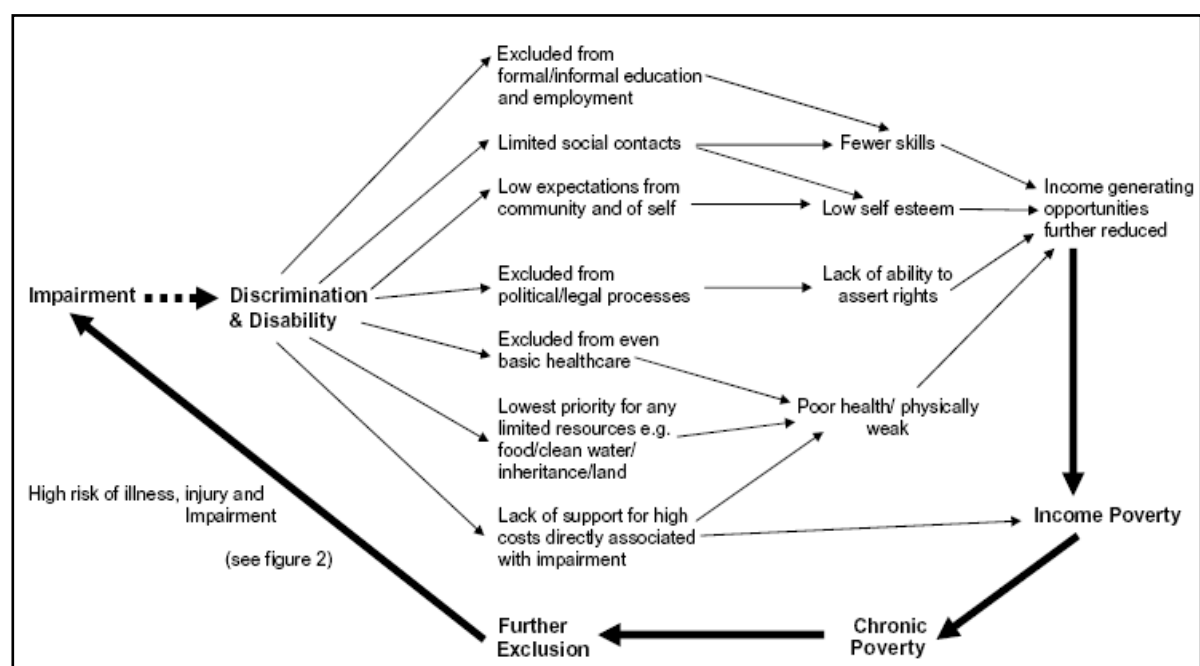 Excluded from
formal/informal education
and employment
Limited social contacts
Fewer skills
Low expectations from
community and of self
Low self esteem
Income generating
opportunities
further reduced
Impairment
Discrimination
& Disability
Excluded from
political/legal processes
Lack of ability to
assert rights
Excluded from even
basic healthcare
Lowest priority for any
limited resources e.g.
food/clean water/
inheritance/land
Poor health/ physically
weak
High risk of illness, injury and
Impairment
(see figure 2)
Lack of support for high
costs directly associated
with impairment
Income Poverty
Further
Exclusion
Chronic
Poverty